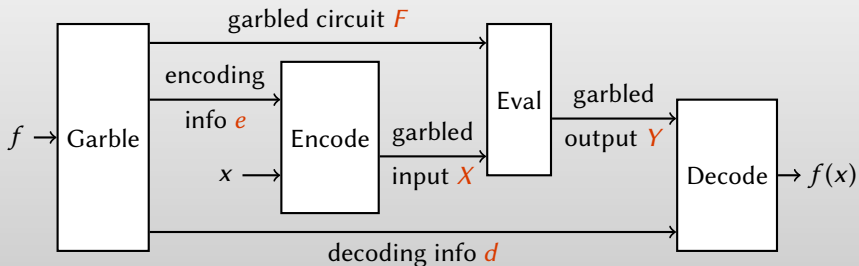 garbled circuit F
encoding
info e
f
Garble
x
Encode
garbled
input X
Eval
garbled
output Y
Decode
f(x)
decoding info d